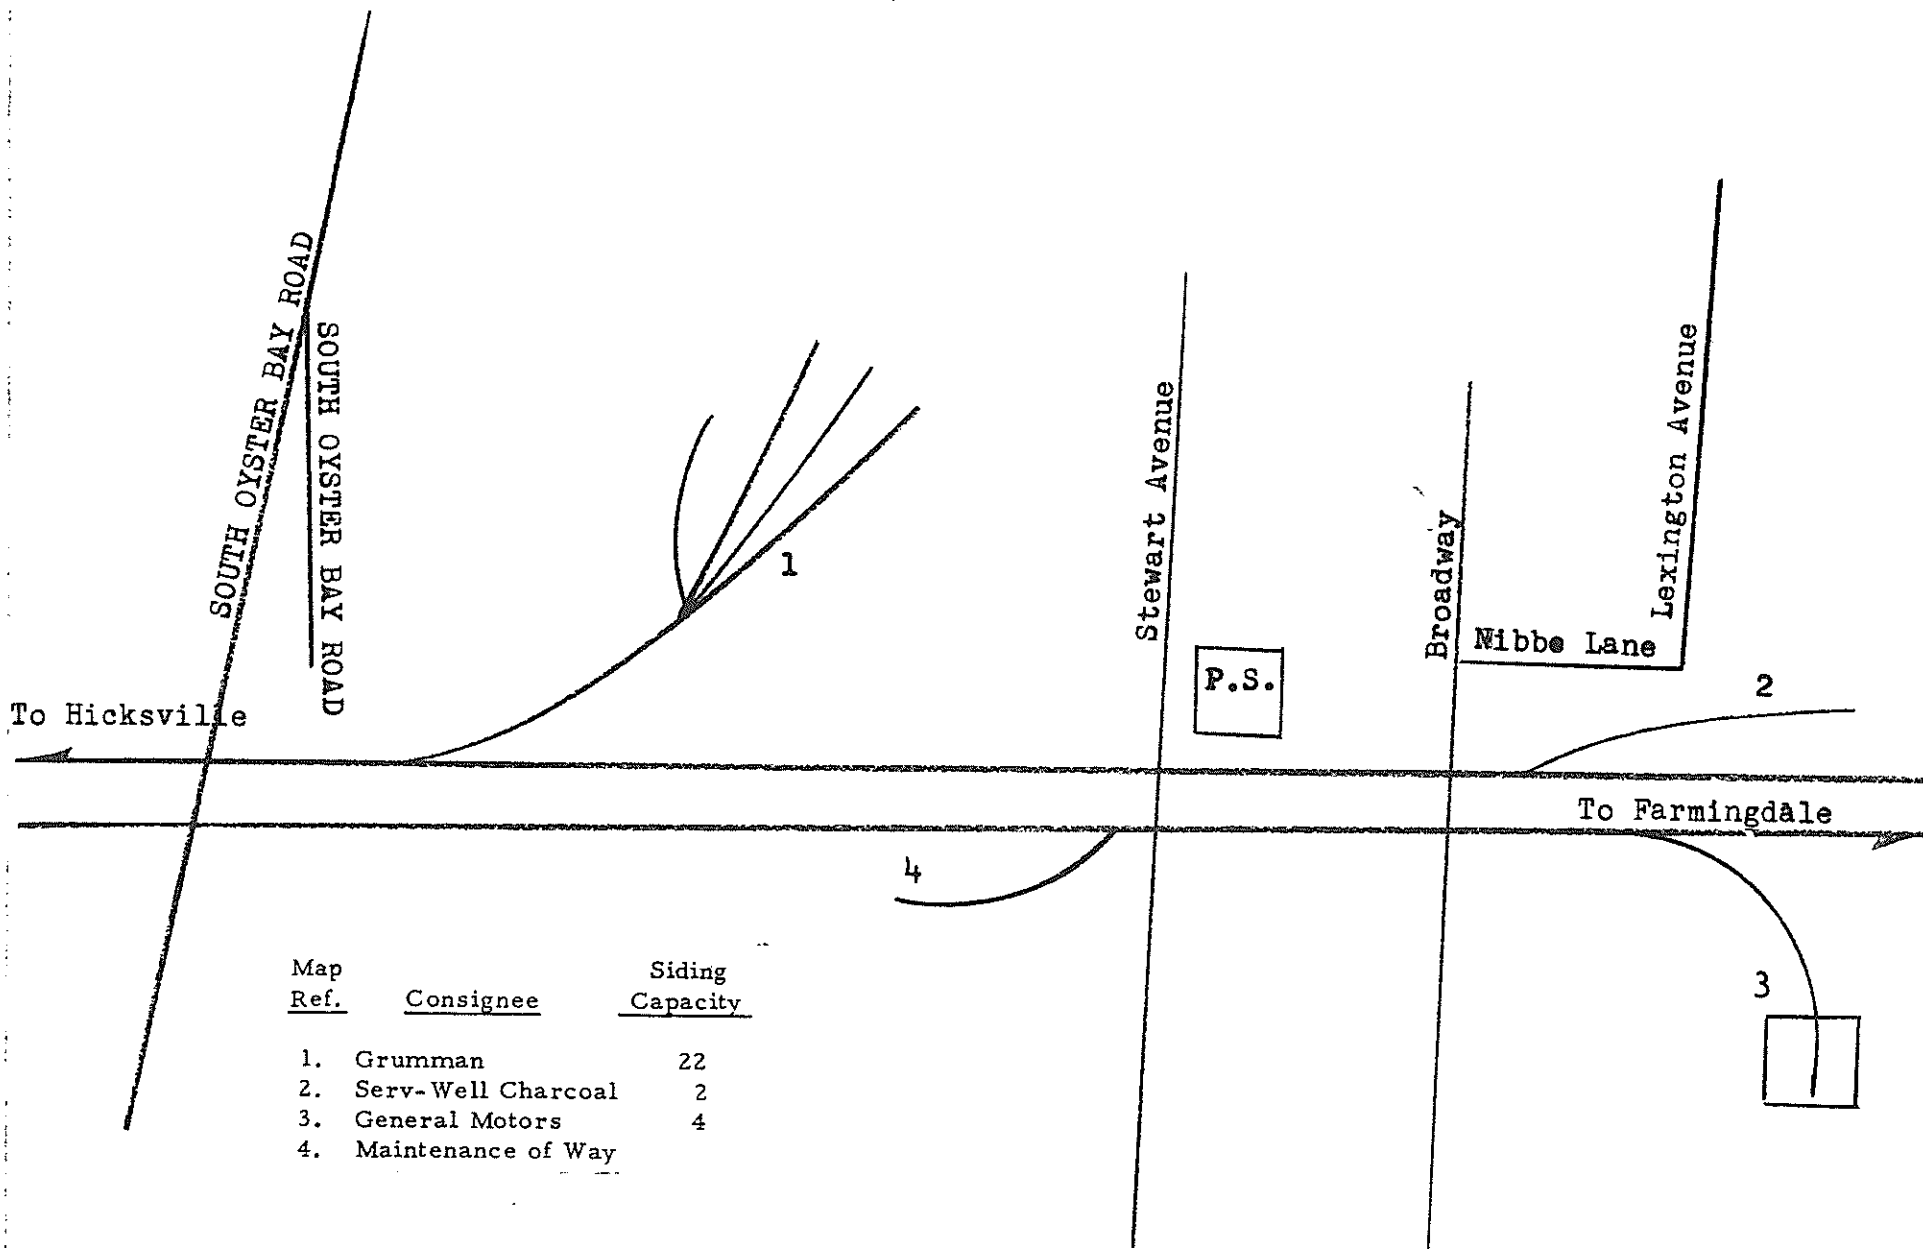 SOUTH OYSTER BAY ROAD
SOUTH OYSTER BAY ROAD
1
Stewart Avenue
P.S.
Broadway
Nibbe Lane
Lexington Avenue
2
To Hicksville
To Farmingdale
4
3
Map Siding
Ref. Consignee Capacity
1. Grumman 22
2. Serv-Well Charcoal 2
3. General Motors 4
4. Maintenance of Way